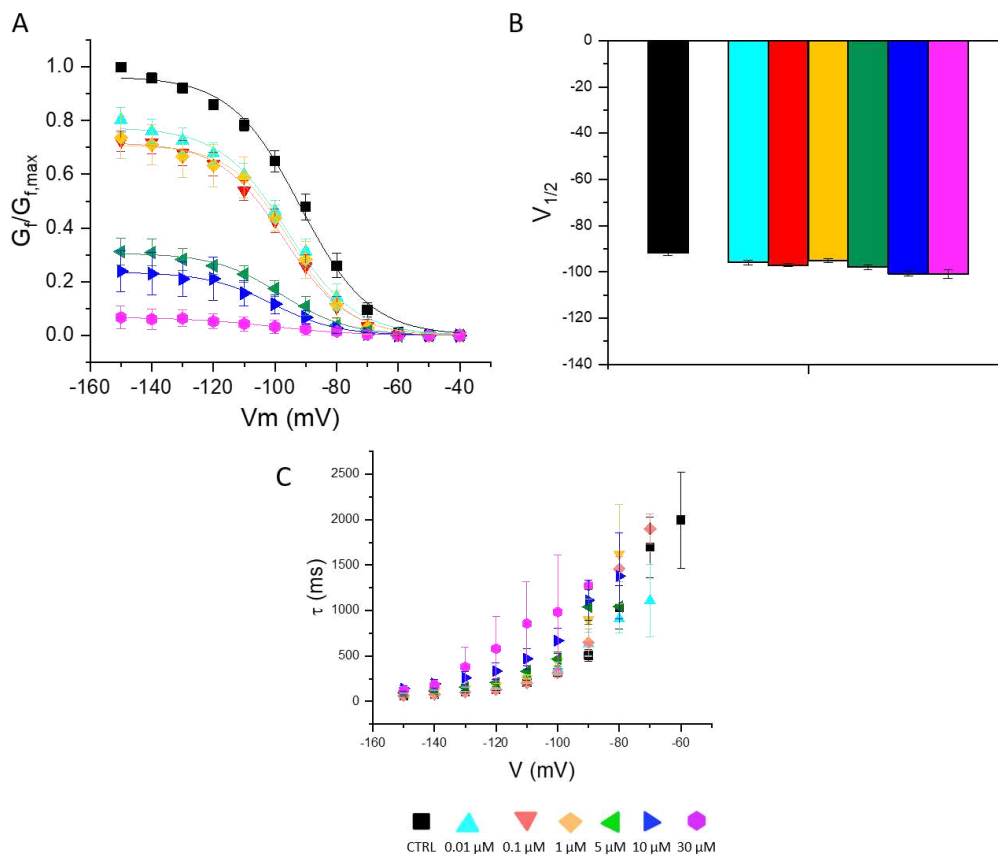 A
G_f/G_f,max
1.0
0.8
0.6
0.4
0.2
0.0
-160 -140 -120 -100 -80 -60 -40
Vm (mV)
B
V_1/2
0
-20
-40
-60
-80
-100
-120
-140
C
τ (ms)
2500
2000
1500
1000
500
0
-160 -140 -120 -100 -80 -60
V (mV)
CTRL 0.01 µM 0.1 µM 1 µM 5 µM 10 µM 30 µM